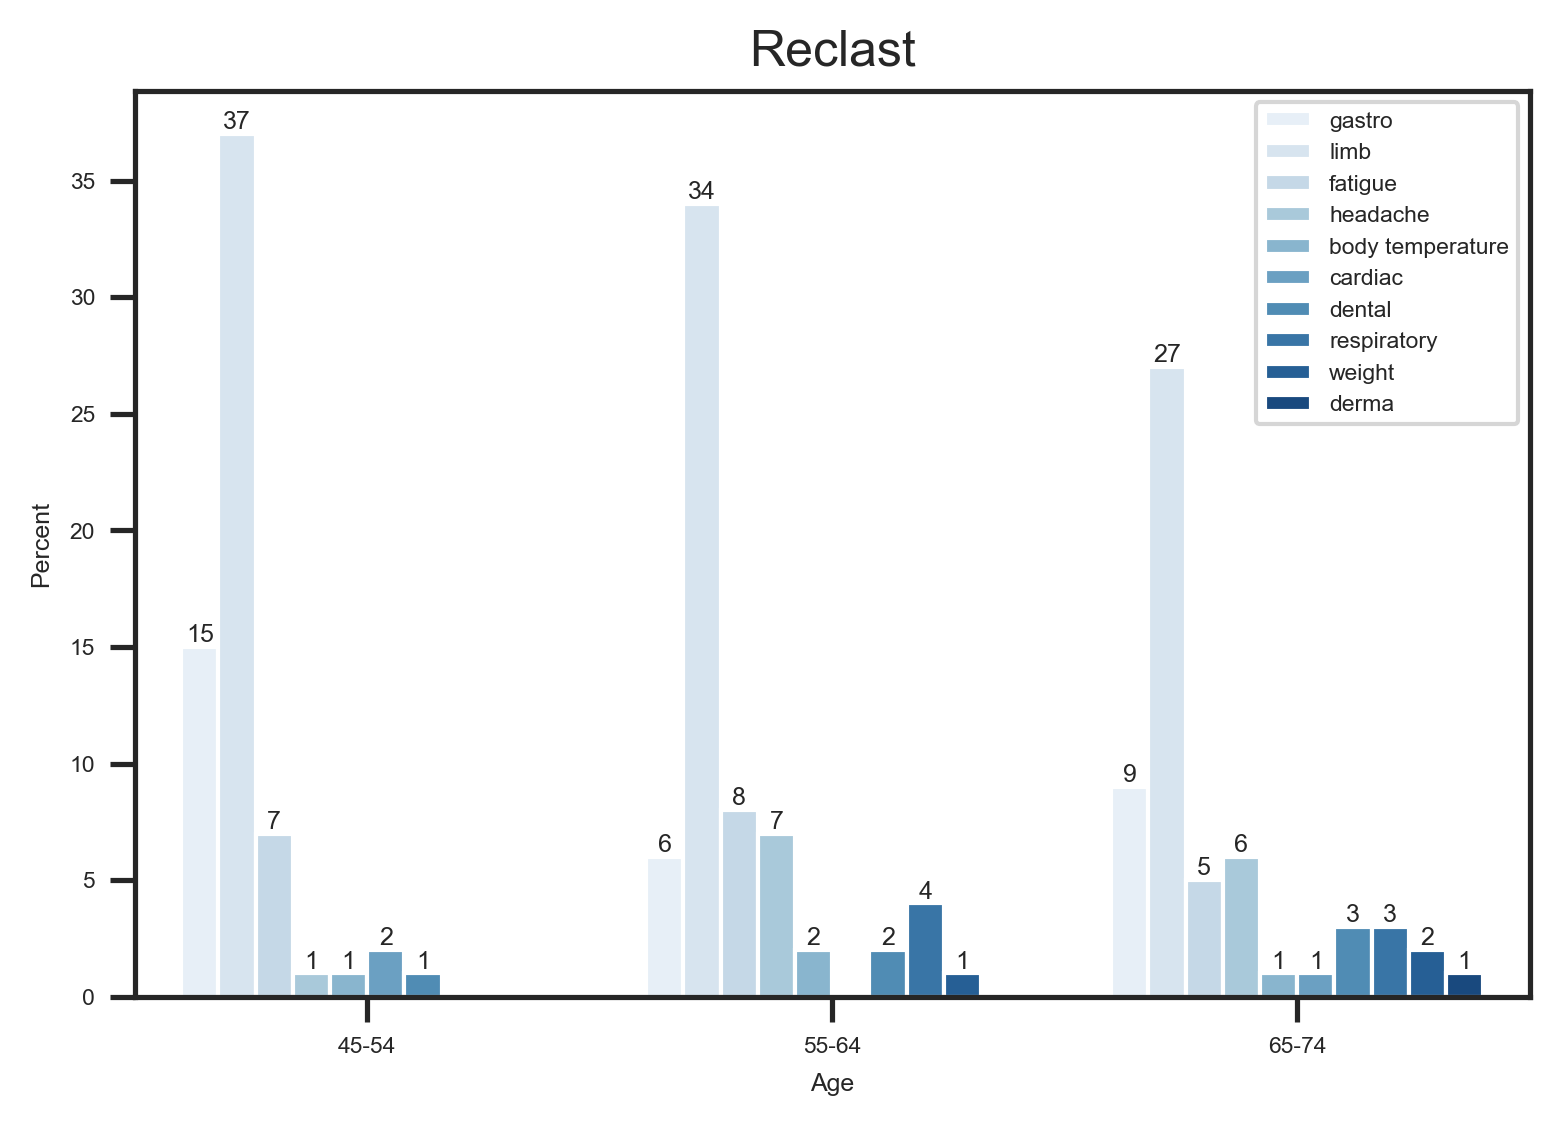 Reclast
37
34
27
15
7
1
1
2
1
6
8
7
2
2
4
1
9
5
6
1
1
3
3
2
1
gastro
limb
fatigue
headache
body temperature
cardiac
dental
respiratory
weight
derma
35
30
25
20
15
10
5
0
Percent
45-54
55-64
65-74
Age